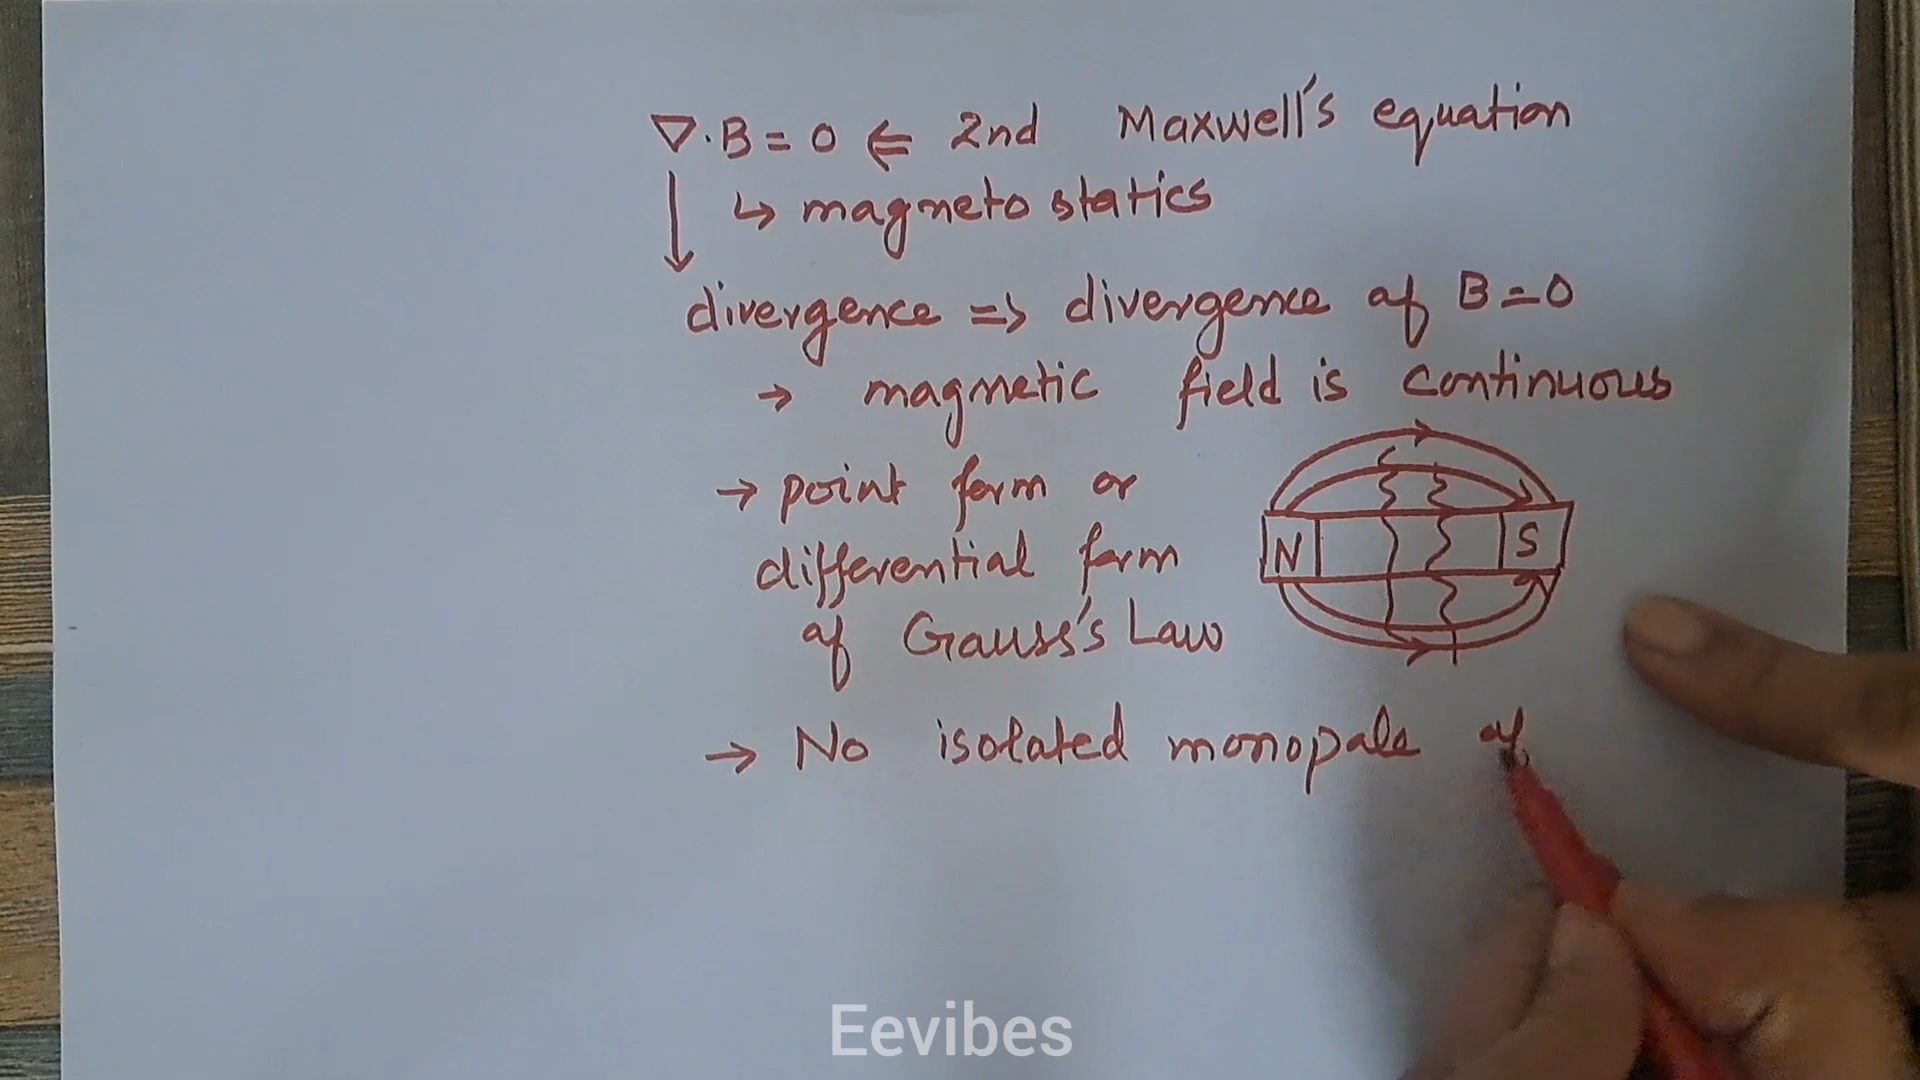 ∇.B = 0 ⇐ 2nd Maxwell's equation
↳ magneto statics
divergence => divergence of B=0
→ magnetic field is continuous
→ point form or
differential form
of Gauss's Law
N S
→ No isolated monopole of
Eevibes